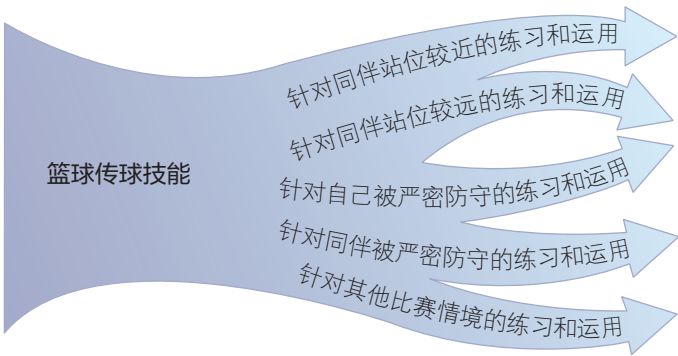 篮球传球技能
针对同伴站位较近的练习和运用
针对同伴站位较远的练习和运用
针对自己被严密防守的练习和运用
针对同伴被严密防守的练习和运用
针对其他比赛情境的练习和运用